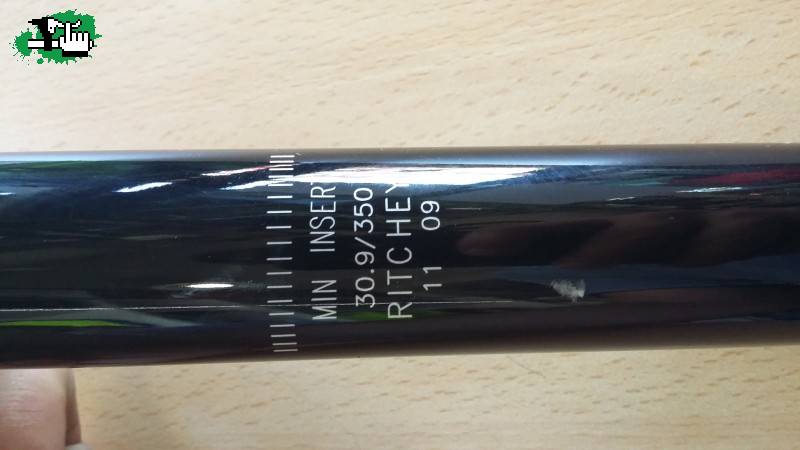 MIN INSERT
30.9/350
RITCHEY
11 09